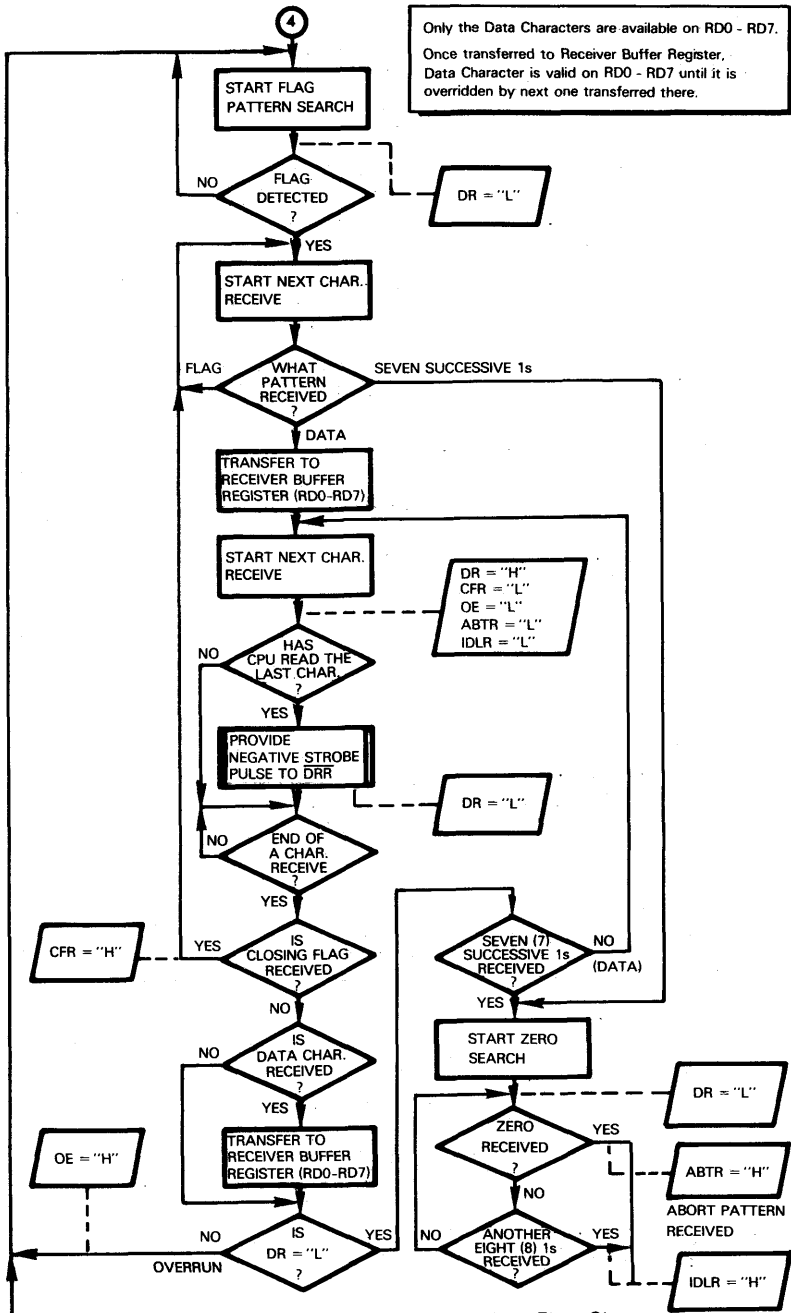 4
Only the Data Characters are available on RD0 - RD7.
Once transferred to Receiver Buffer Register,
Data Character is valid on RD0 - RD7 until it is
overridden by next one transferred there.
START FLAG
PATTERN SEARCH
NO
FLAG
DETECTED
?
DR = "L"
YES
START NEXT CHAR.
RECEIVE
FLAG
WHAT
PATTERN
RECEIVED
?
SEVEN SUCCESSIVE 1s
DATA
TRANSFER TO
RECEIVER BUFFER
REGISTER (RD0-RD7)
START NEXT CHAR.
RECEIVE
DR = "H"
CFR = "L"
OE = "L"
ABTR = "L"
IDLR = "L"
NO
HAS
CPU READ THE
LAST CHAR.
?
YES
PROVIDE
NEGATIVE STROBE
PULSE TO DRR
DR = "L"
NO
END OF
A CHAR.
RECEIVE
?
YES
CFR = "H"
YES
IS
CLOSING FLAG
RECEIVED
?
SEVEN (7)
SUCCESSIVE 1s
RECEIVED
?
NO
(DATA)
NO
YES
START ZERO
SEARCH
NO
IS
DATA CHAR.
RECEIVED
?
DR = "L"
YES
ZERO
RECEIVED
?
YES
OE = "H"
TRANSFER TO
RECEIVER BUFFER
REGISTER (RD0-RD7)
ABTR = "H"
ABORT PATTERN
RECEIVED
NO
NO
OVERRUN
IS
DR = "L"
?
YES
NO
ANOTHER
EIGHT (8) 1s
RECEIVED
?
YES
IDLR = "H"